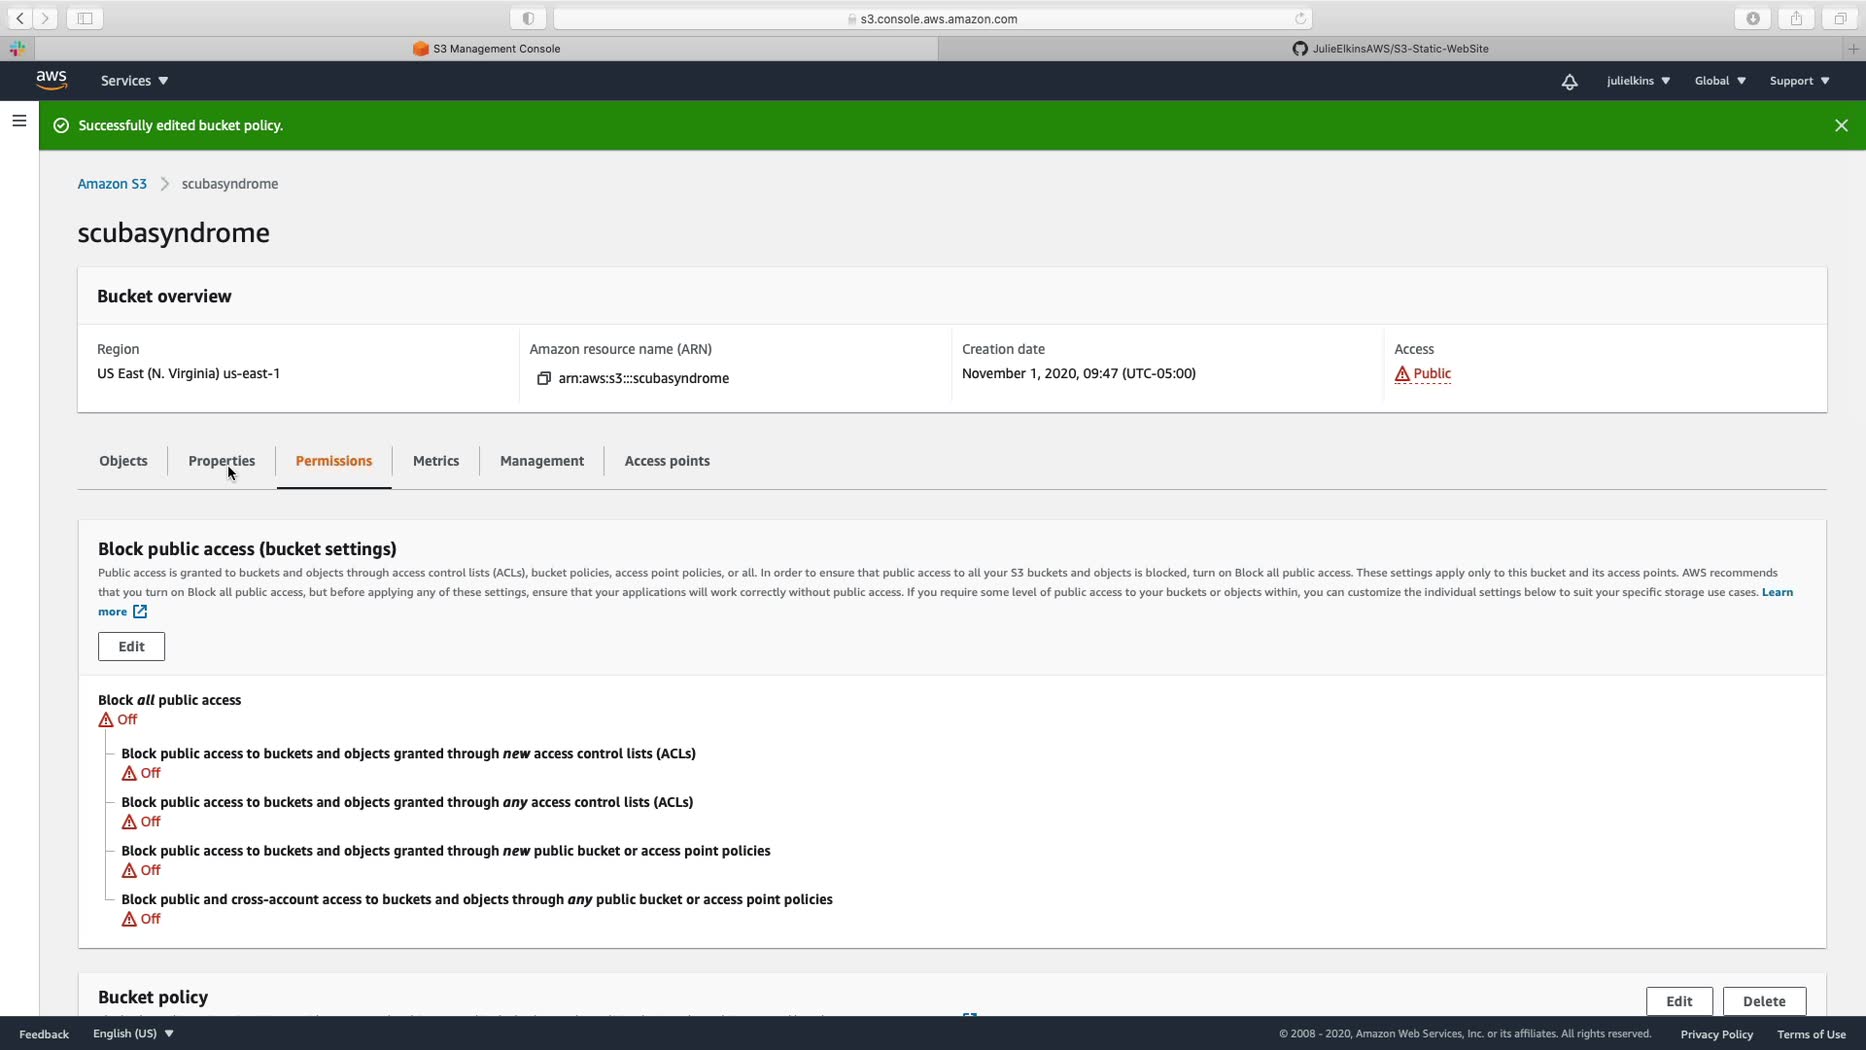 s3.console.aws.amazon.com
S3 Management Console
JulieElkinsAWS/S3-Static-WebSite
aws
Services
julielkins
Global
Support
Successfully edited bucket policy.
Amazon S3
scubasyndrome
scubasyndrome
Bucket overview
Region
Amazon resource name (ARN)
Creation date
Access
US East (N. Virginia) us-east-1
arn:aws:s3:::scubasyndrome
November 1, 2020, 09:47 (UTC-05:00)
Public
Objects
Properties
Permissions
Metrics
Management
Access points
Block public access (bucket settings)
Public access is granted to buckets and objects through access control lists (ACLs), bucket policies, access point policies, or all. In order to ensure that public access to all your S3 buckets and objects is blocked, turn on Block all public access. These settings apply only to this bucket and its access points. AWS recommends
that you turn on Block all public access, but before applying any of these settings, ensure that your applications will work correctly without public access. If you require some level of public access to your buckets or objects within, you can customize the individual settings below to suit your specific storage use cases. Learn
more
Edit
Block all public access
Off
Block public access to buckets and objects granted through new access control lists (ACLs)
Off
Block public access to buckets and objects granted through any access control lists (ACLs)
Off
Block public access to buckets and objects granted through new public bucket or access point policies
Off
Block public and cross-account access to buckets and objects through any public bucket or access point policies
Off
Bucket policy
Edit
Delete
Feedback
English (US)
© 2008 - 2020, Amazon Web Services, Inc. or its affiliates. All rights reserved.
Privacy Policy
Terms of Use